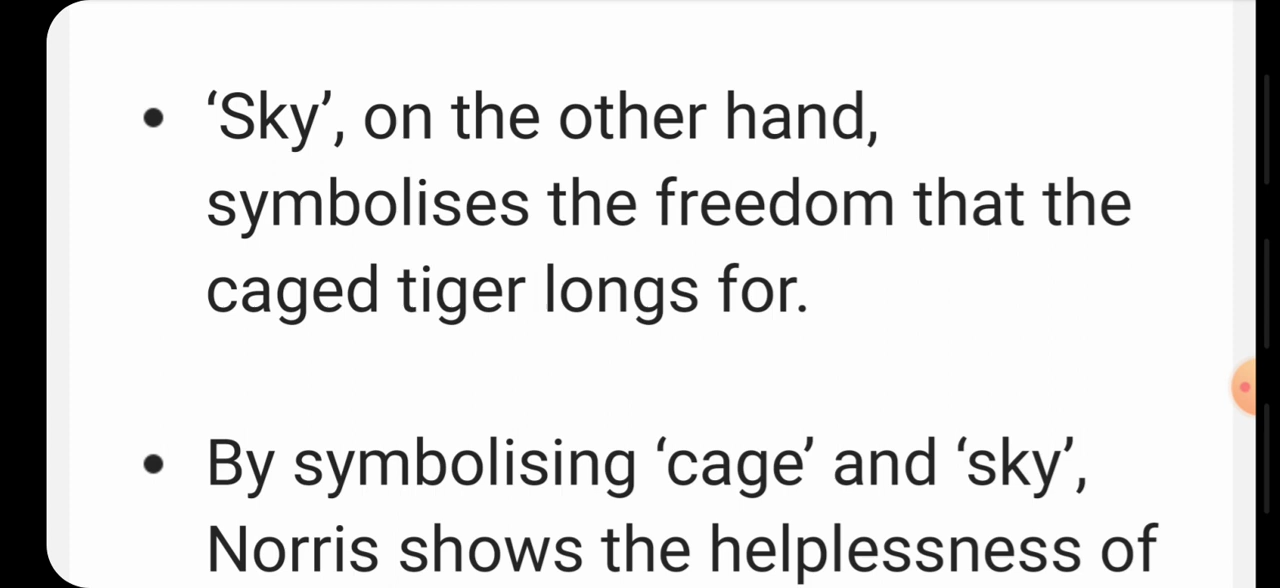 • ‘Sky’, on the other hand,
symbolises the freedom that the
caged tiger longs for.
• By symbolising ‘cage’ and ‘sky’,
Norris shows the helplessness of